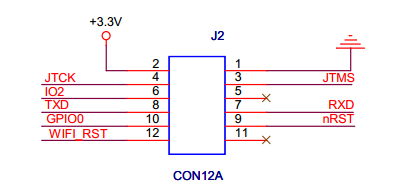 +3.3V
J2
2 1
JTCK 4 3 JTMS
IO2 6 5
TXD 8 7 RXD
GPIO0 10 9 nRST
WIFI_RST 12 11
CON12A